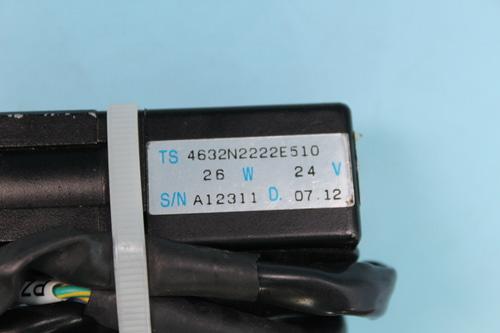 TS 4632N2222E510
26 W 24 V
S/N A12311 D. 07.12